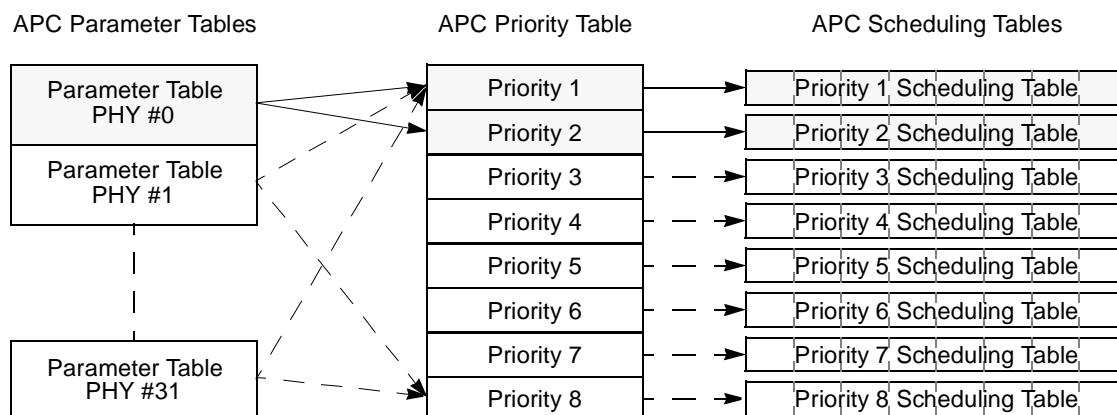 APC Parameter Tables
APC Priority Table
APC Scheduling Tables
Parameter Table
PHY #0
Parameter Table
PHY #1
Parameter Table
PHY #31
Priority 1
Priority 2
Priority 3
Priority 4
Priority 5
Priority 6
Priority 7
Priority 8
Priority 1 Scheduling Table
Priority 2 Scheduling Table
Priority 3 Scheduling Table
Priority 4 Scheduling Table
Priority 5 Scheduling Table
Priority 6 Scheduling Table
Priority 7 Scheduling Table
Priority 8 Scheduling Table